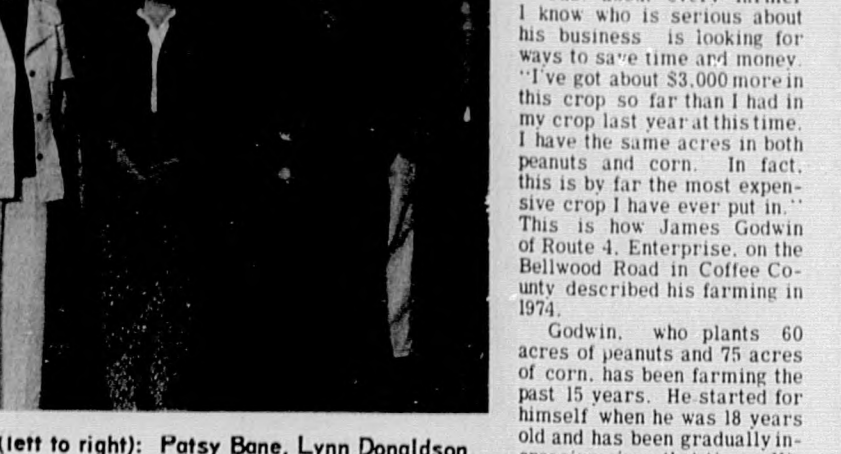 I know who is serious about
his business is looking for
ways to save time and money.
"I've got about $3,000 more in
this crop so far than I had in
my crop last year at this time.
I have the same acres in both
peanuts and corn. In fact,
this is by far the most expen-
sive crop I have ever put in."
This is how James Godwin
of Route 4, Enterprise, on the
Bellwood Road in Coffee Co-
unty described his farming in
1974.
Godwin, who plants 60
acres of peanuts and 75 acres
of corn, has been farming the
past 15 years. He started for
himself when he was 18 years
old and has been gradually in-
(left to right): Patsy Bane, Lynn Donaldson